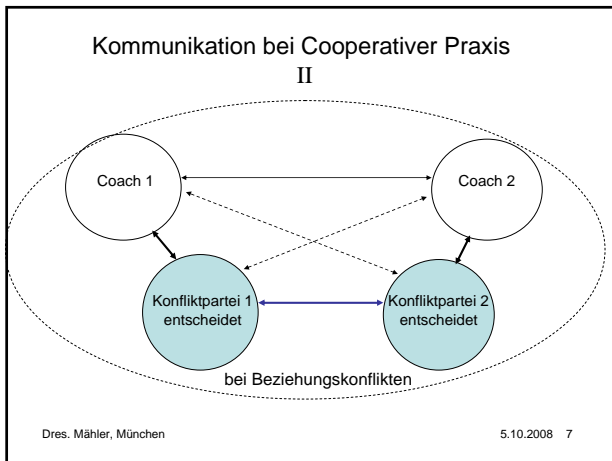 Kommunikation bei Cooperativer Praxis
II
Coach 1
Coach 2
Konfliktpartei 1
entscheidet
Konfliktpartei 2
entscheidet
bei Beziehungskonflikten
Dres. Mähler, München
5.10.2008 7